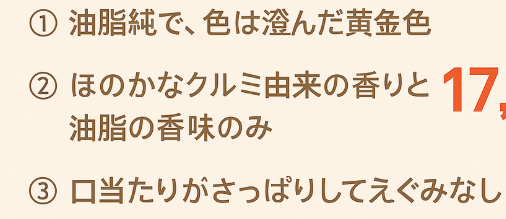 ① 油脂純で、色は澄んだ黄金色
② ほのかなクルミ由来の香りと
油脂の香味のみ
17,
③ 口当たりがさっぱりしてえぐみなし